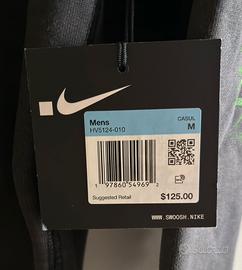 Mens
HV5124-010
CASUL
M
1 97860 54969 2
Suggested Retail
$125.00
WWW.SWOOSH.NIKE